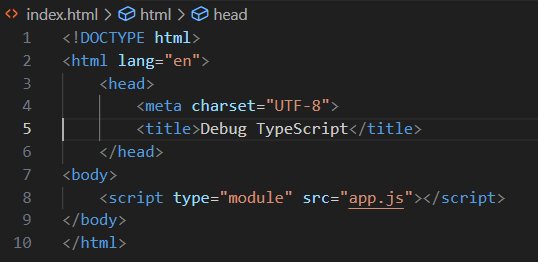 index.html > html > head
1 <!DOCTYPE html>
2 <html lang="en">
3 <head>
4 <meta charset="UTF-8">
5 <title>Debug TypeScript</title>
6 </head>
7 <body>
8 <script type="module" src="app.js"></script>
9 </body>
10 </html>